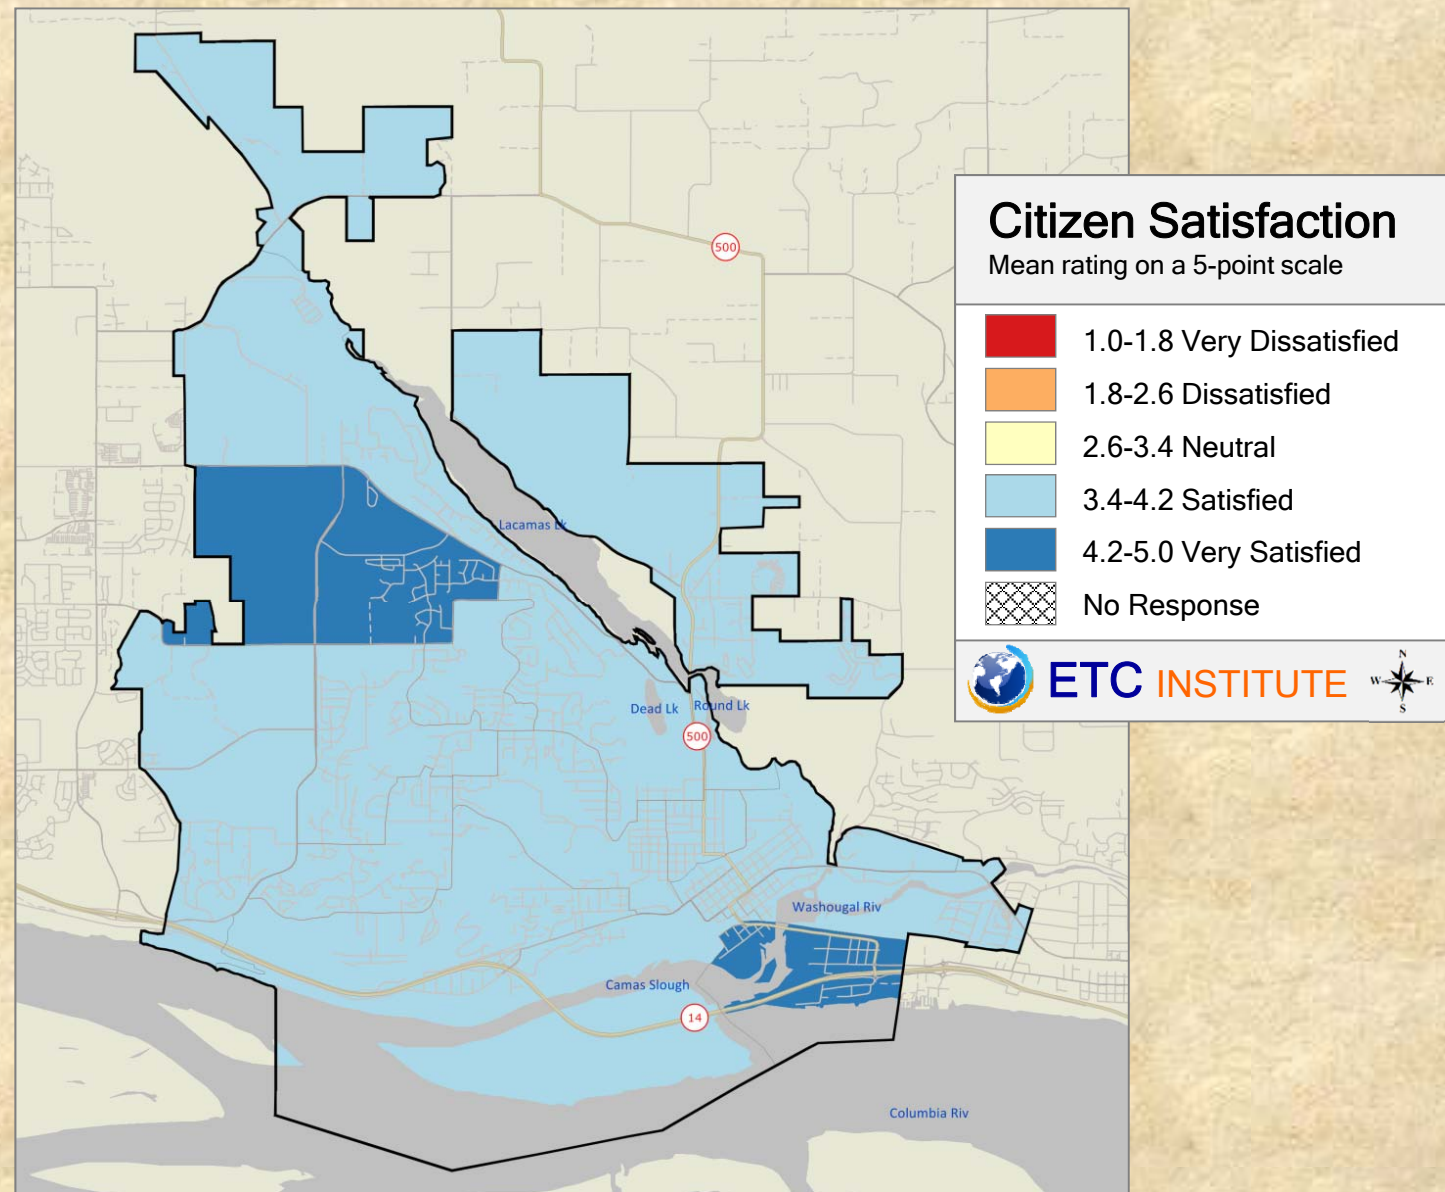 500
Citizen Satisfaction
Mean rating on a 5-point scale
1.0-1.8 Very Dissatisfied
1.8-2.6 Dissatisfied
2.6-3.4 Neutral
3.4-4.2 Satisfied
4.2-5.0 Very Satisfied
No Response
ETC INSTITUTE
N
W E
S
Lacamas Lk
Dead Lk
Round Lk
500
Washougal Riv
Camas Slough
14
Columbia Riv